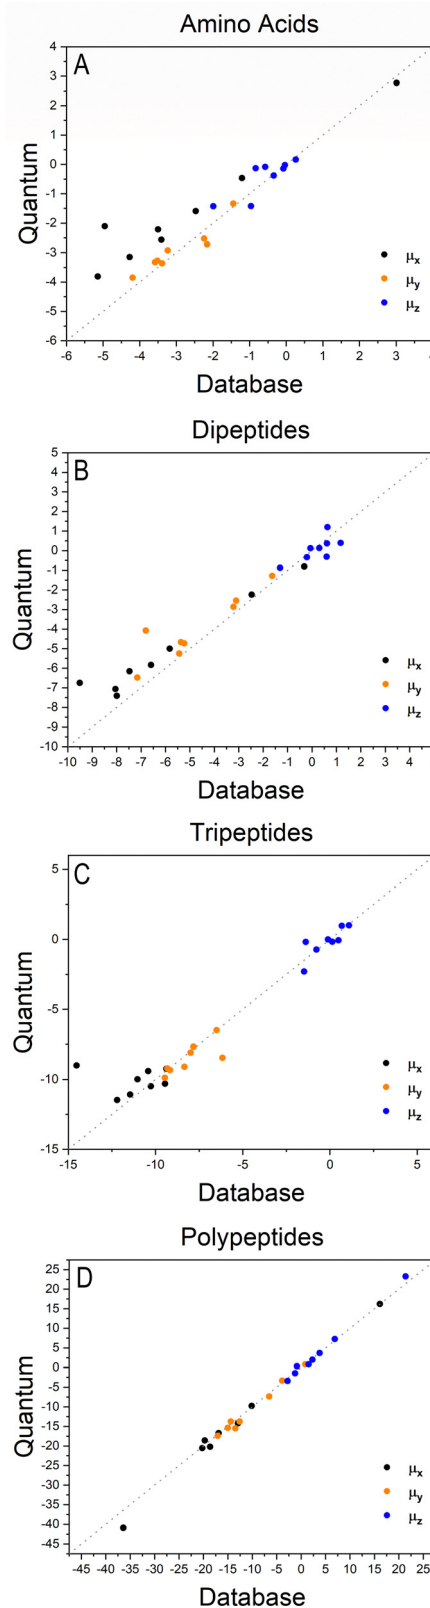 Amino Acids
A
4
3
2
1
0
-1
-2
-3
-4
-5
-6
Quantum
μx
μy
μz
-6 -5 -4 -3 -2 -1 0 1 2 3
Database
Dipeptides
B
5
4
3
2
1
0
-1
-2
-3
-4
-5
-6
-7
-8
-9
-10
Quantum
μx
μy
μz
-10 -9 -8 -7 -6 -5 -4 -3 -2 -1 0 1 2 3 4
Database
Tripeptides
C
5
0
-5
-10
-15
Quantum
μx
μy
μz
-15 -10 -5 0 5
Database
Polypeptides
D
25
20
15
10
5
0
-5
-10
-15
-20
-25
-30
-35
-40
-45
Quantum
μx
μy
μz
-45 -40 -35 -30 -25 -20 -15 -10 -5 0 5 10 15 20 25
Database